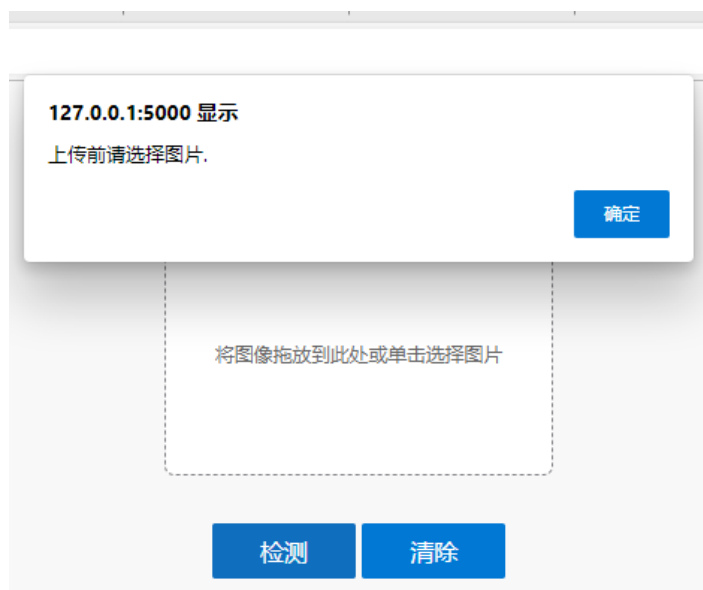 127.0.0.1:5000 显示
上传前请选择图片.
确定
将图像拖放到此处或单击选择图片
检测
清除